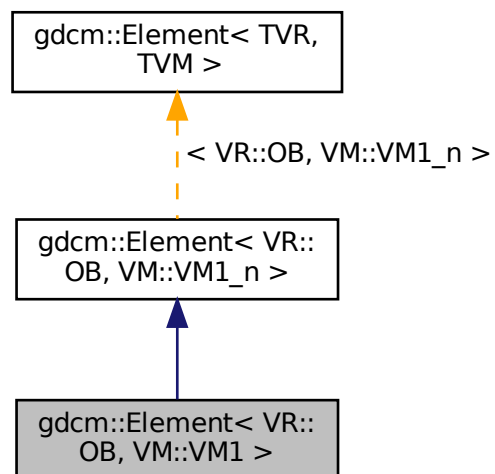 gdcm::Element< TVR,
TVM >
< VR::OB, VM::VM1_n >
gdcm::Element< VR::
OB, VM::VM1_n >
gdcm::Element< VR::
OB, VM::VM1 >